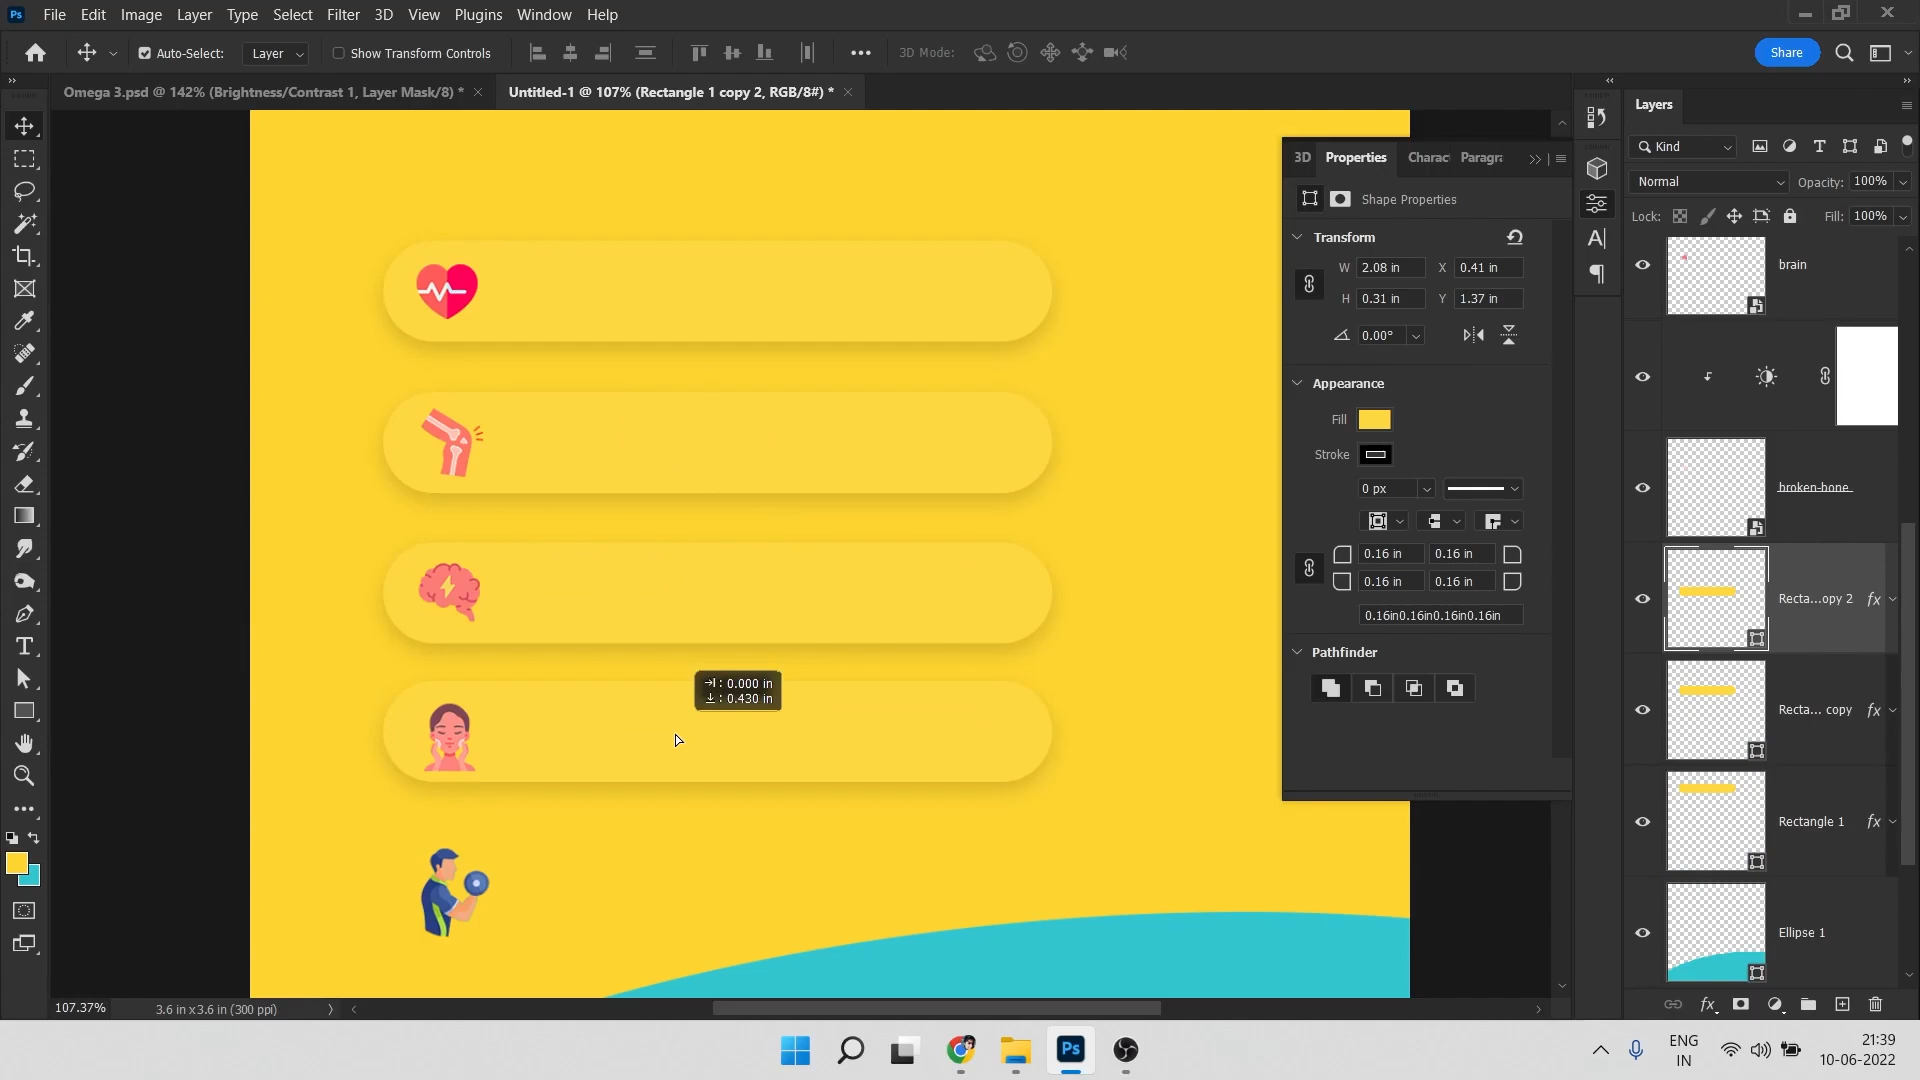 Ps File Edit Image Layer Type Select Filter 3D View Plugins Window Help
Auto-Select: Layer Show Transform Controls 3D Mode: Share
Omega 3.psd @ 142% (Brightness/Contrast 1, Layer Mask/8) * Untitled-1 @ 107% (Rectangle 1 copy 2, RGB/8#) *
3D Properties Charac Paragra
Shape Properties
Transform
W 2.08 in X 0.41 in
H 0.31 in Y 1.37 in
0.00°
Appearance
Fill
Stroke
0 px
0.16 in 0.16 in
0.16 in 0.16 in
0.16in0.16in0.16in0.16in
Pathfinder
: 0.000 in
: 0.430 in
Layers
Kind
Normal Opacity: 100%
Lock: Fill: 100%
brain
broken-bone
Recta...opy 2 fx
Recta... copy fx
Rectangle 1 fx
Ellipse 1
107.37% 3.6 in x 3.6 in (300 ppi)
Ps
ENG
IN
21:39
10-06-2022